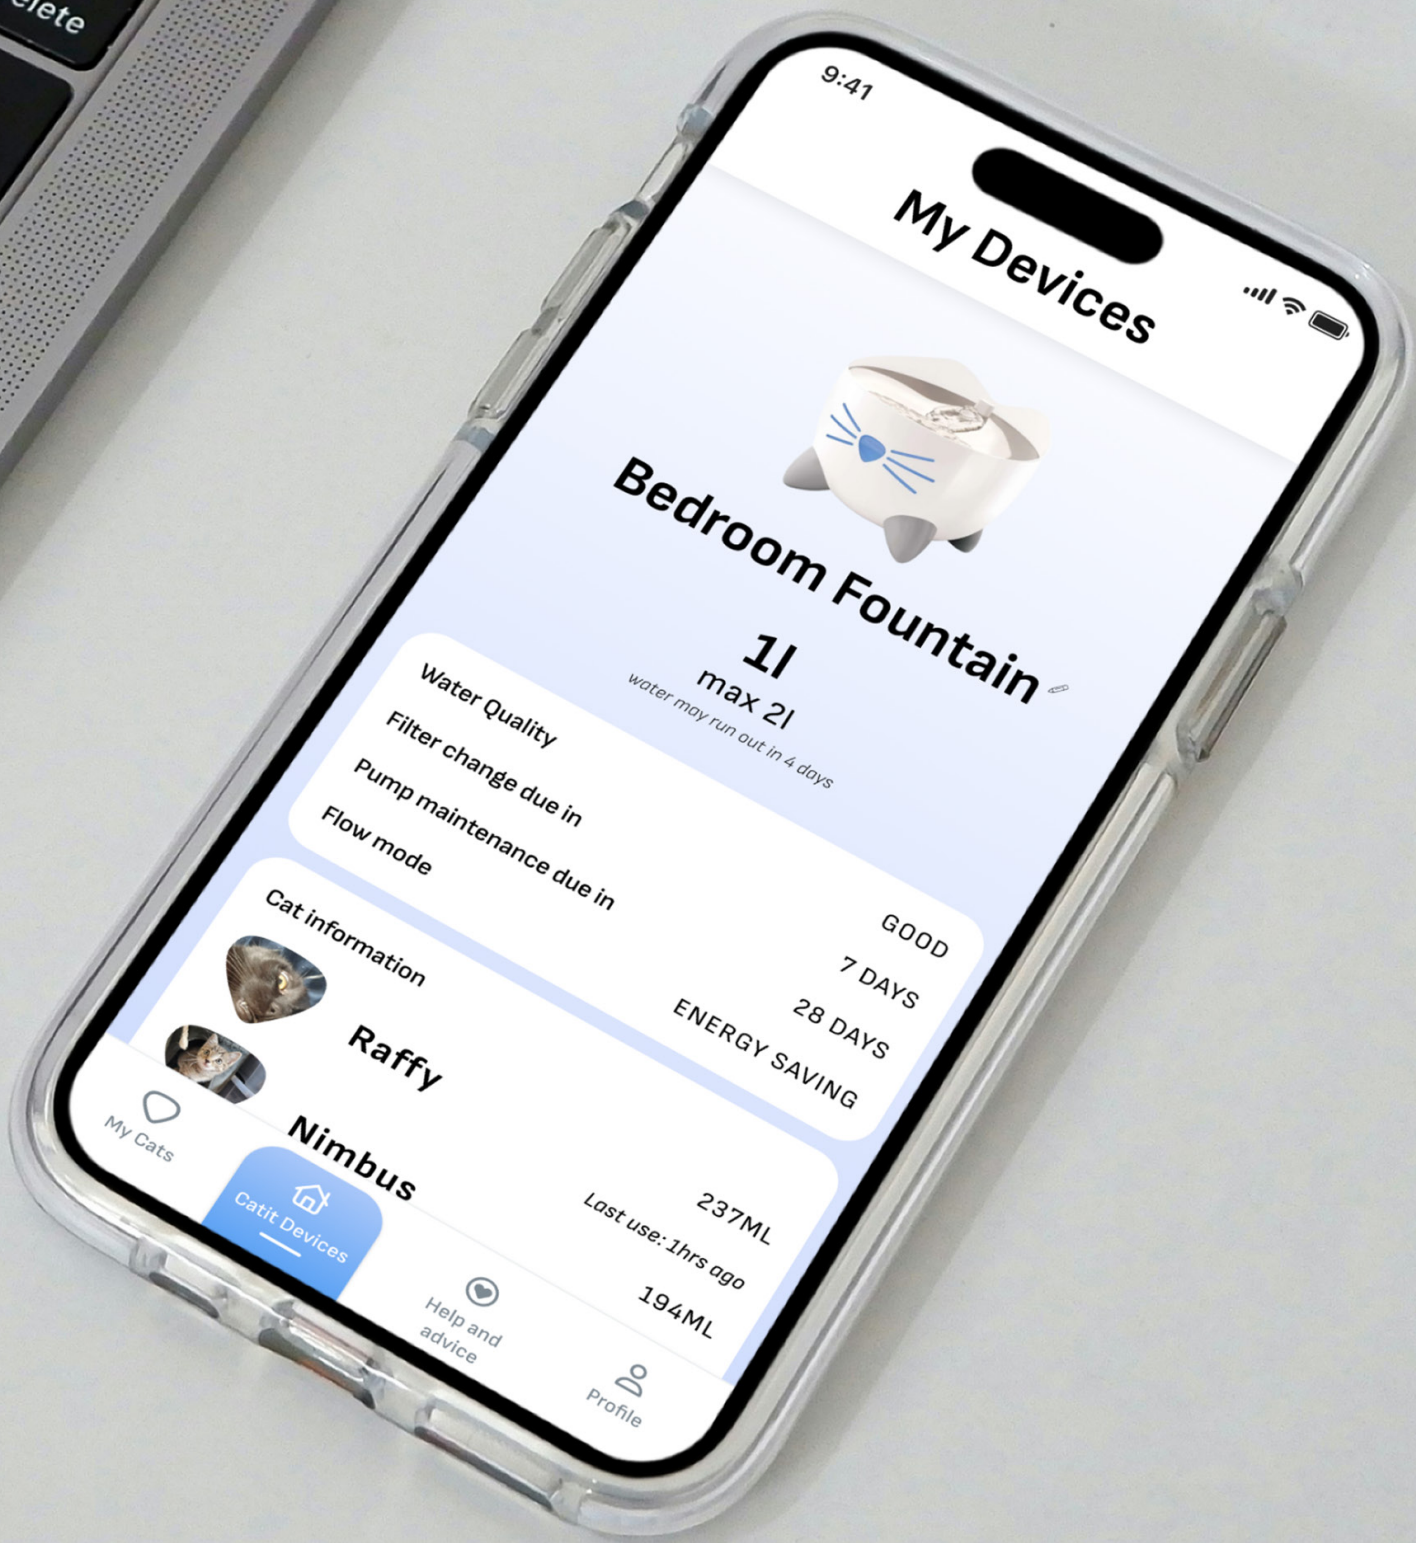 9:41
My Devices
Bedroom Fountain
1l
max 2l
water may run out in 4 days
Water Quality GOOD
Filter change due in 7 DAYS
Pump maintenance due in 28 DAYS
Flow mode ENERGY SAVING
Cat information
Raffy 237ML
Last use: 1hrs ago
Nimbus 194ML
My Cats
Catit Devices
Help and
advice
Profile